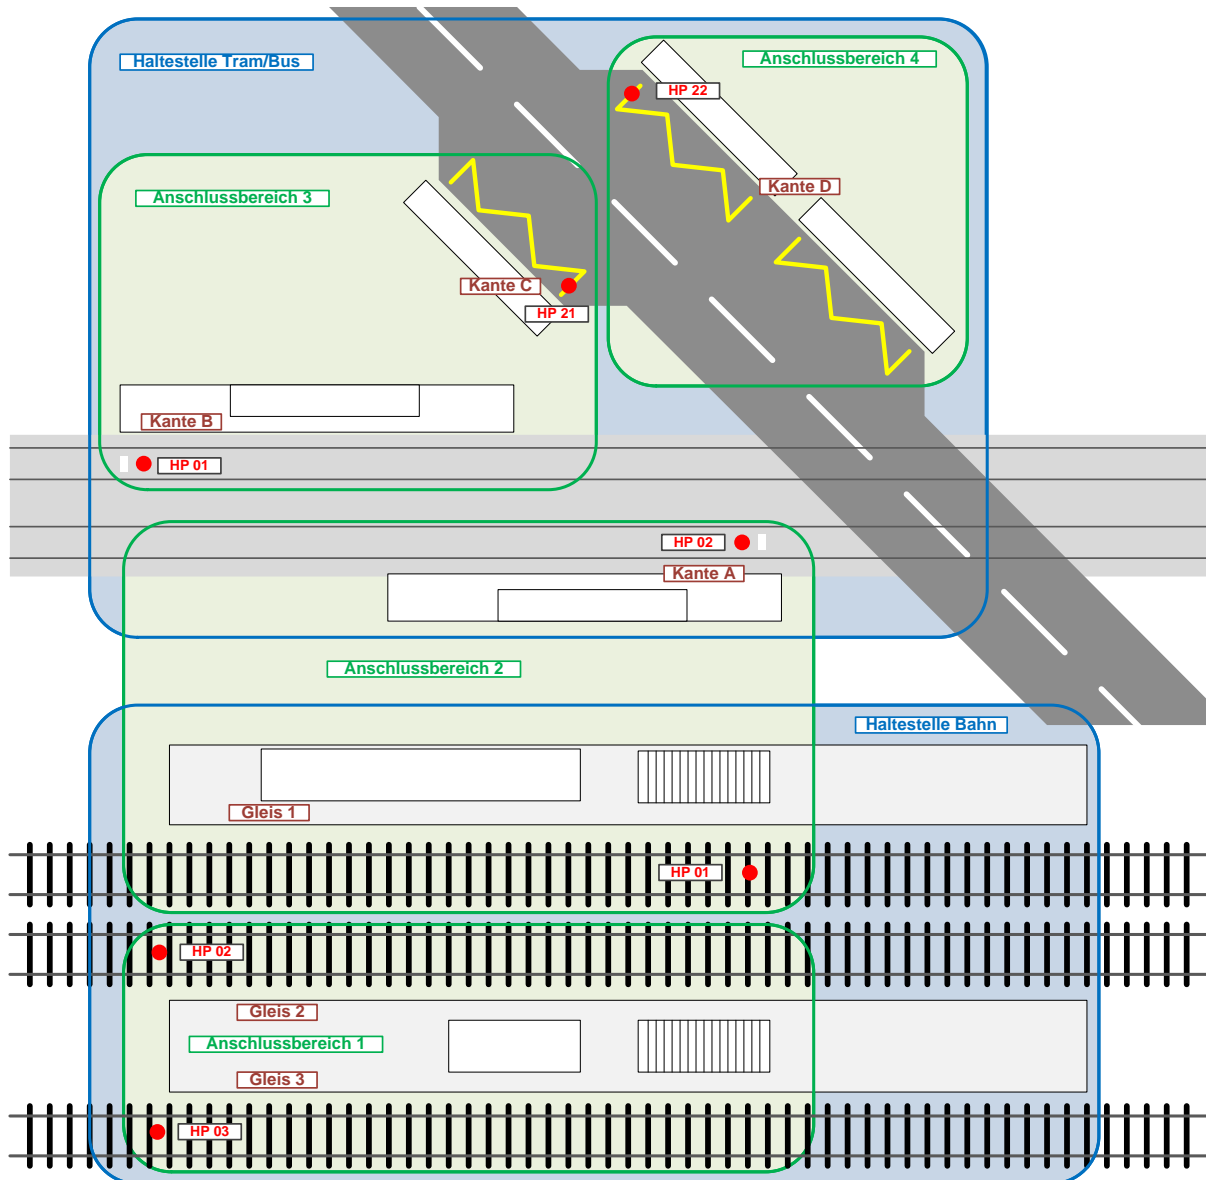 Haltestelle Tram/Bus
Anschlussbereich 4
HP 22
Kante D
Anschlussbereich 3
Kante C
HP 21
Kante B
HP 01
HP 02
Kante A
Anschlussbereich 2
Haltestelle Bahn
Gleis 1
HP 01
HP 02
Gleis 2
Anschlussbereich 1
Gleis 3
HP 03